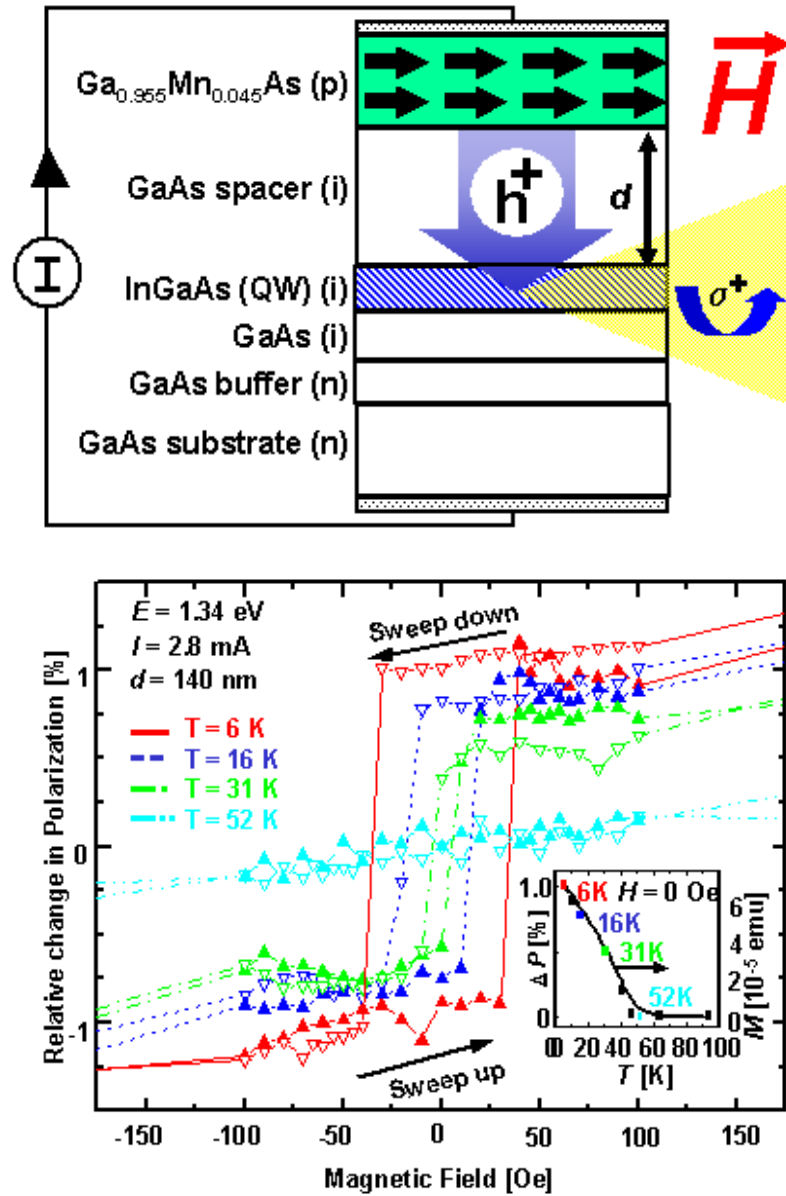 Ga0.955Mn0.045As (p)
H
GaAs spacer (i)
h+
d
I
InGaAs (QW) (i)
σ+
GaAs (i)
GaAs buffer (n)
GaAs substrate (n)
E = 1.34 eV
I = 2.8 mA
d = 140 nm
Sweep down
T = 6 K
T = 16 K
T = 31 K
T = 52 K
Relative change in Polarization [%]
1
0
-1
Sweep up
-150 -100 -50 0 50 100 150
Magnetic Field [Oe]
6K H = 0 Oe
16K
31K
52K
Δ P [%]
1.0
0
M [10-5 emu]
6
4
2
0
0 0 20 40 60 80 100
T [K]